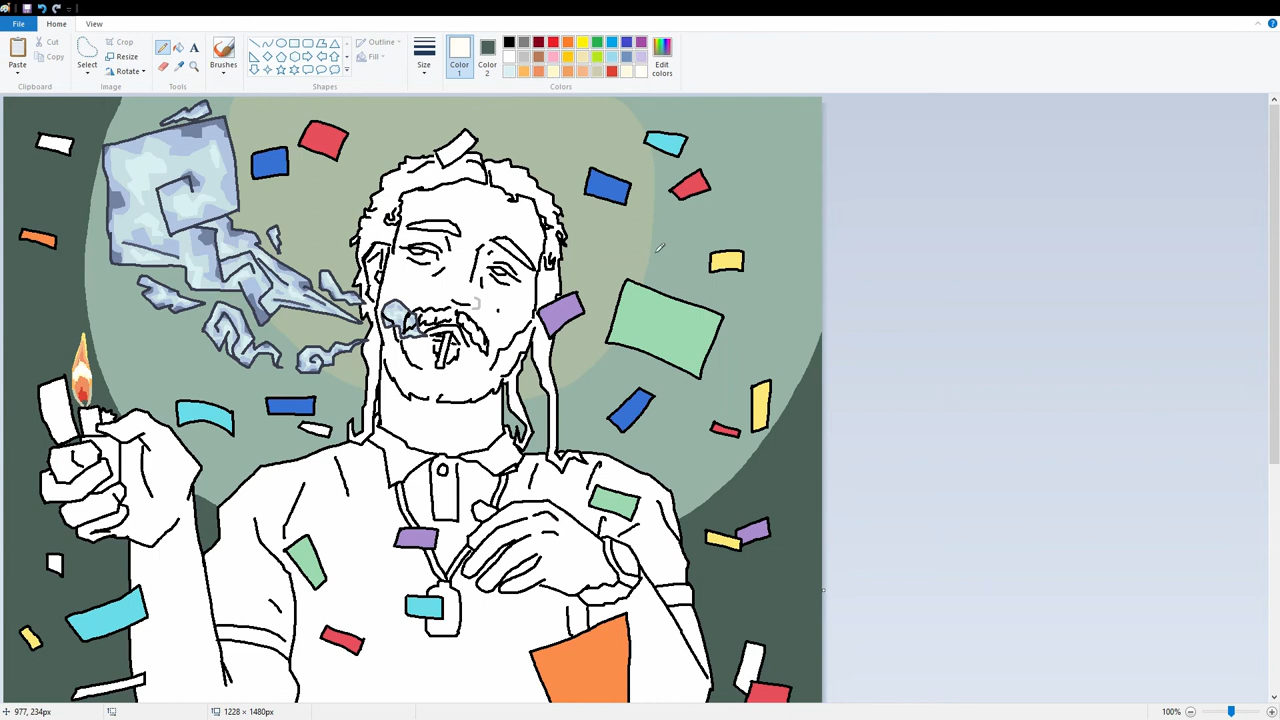 File Home View
Cut Crop Outline
Paste Copy Select Resize Fill Brushes Size Color Color Edit
Rotate 1 2 colors
Clipboard Image Tools Shapes Colors
977, 234px 1228 × 1480px 100%